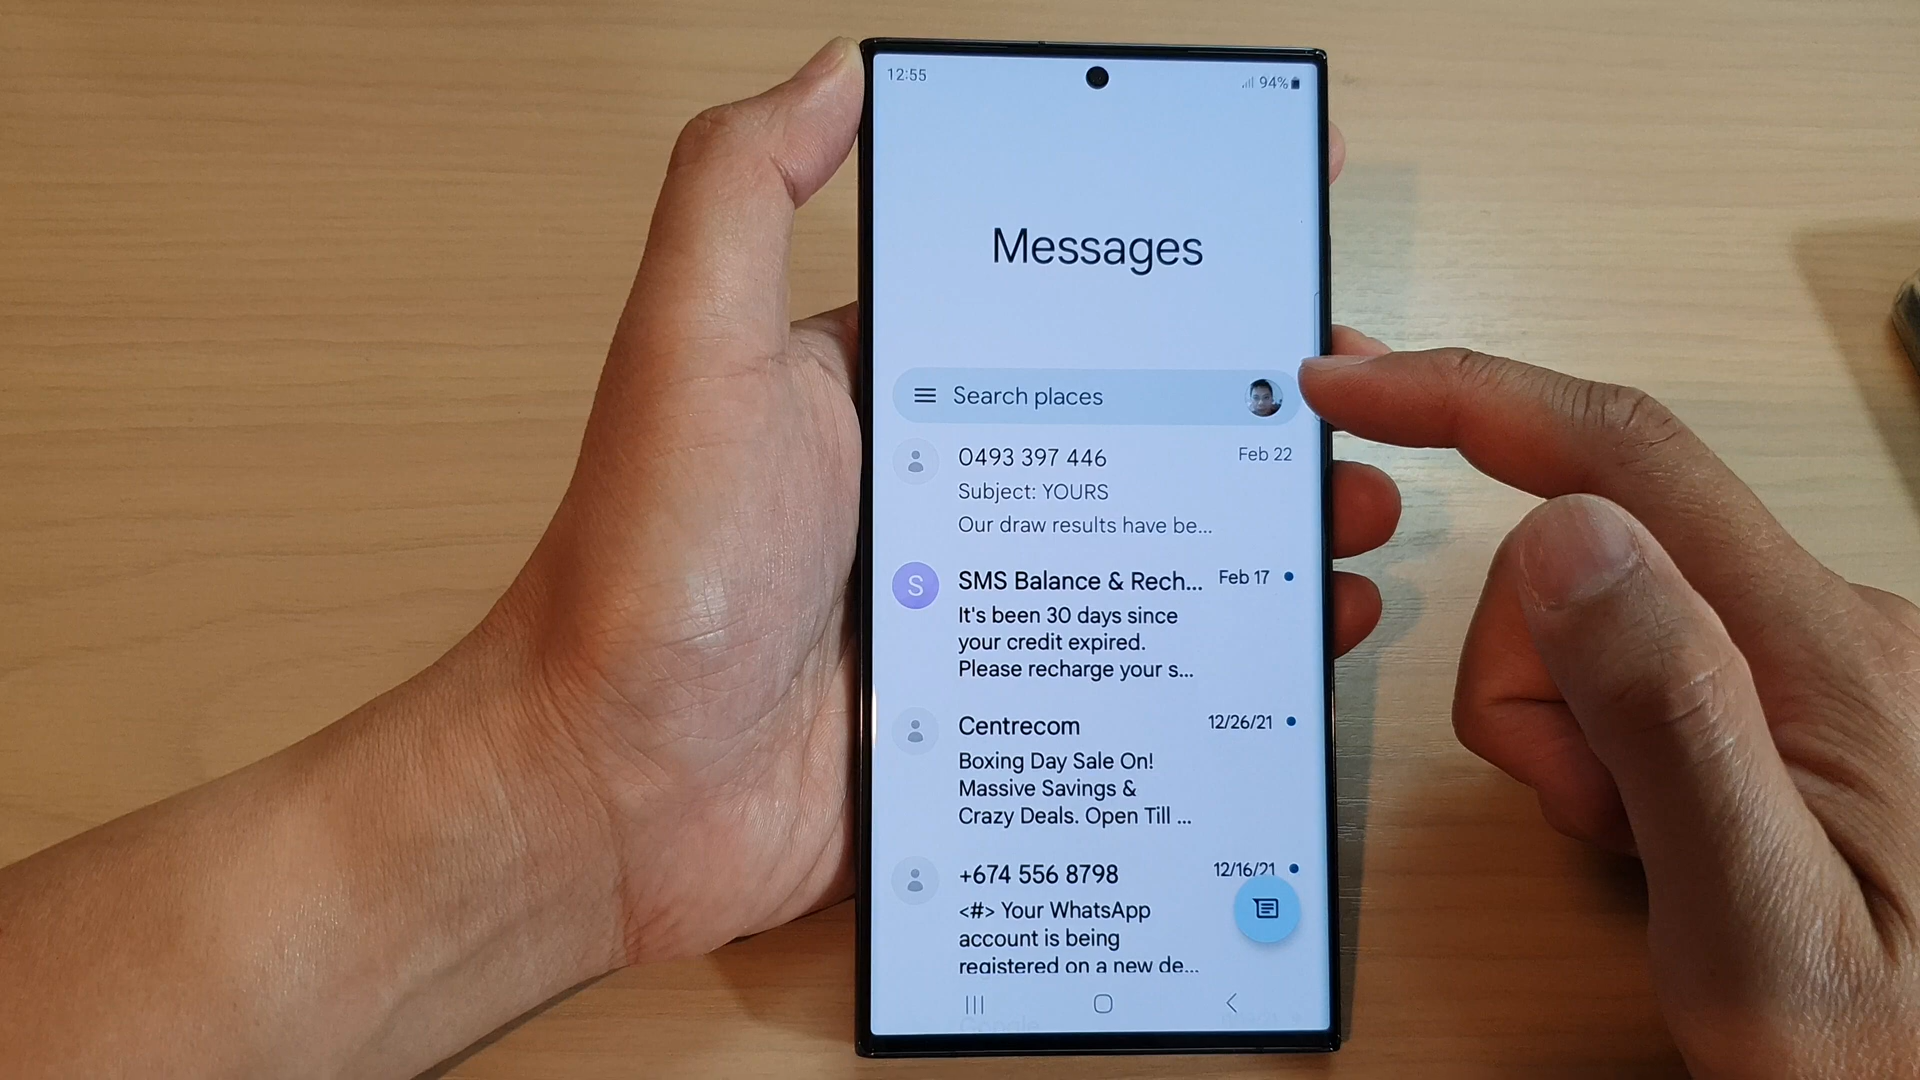 12:55
94%
Messages
Search places
0493 397 446 Feb 22
Subject: YOURS
Our draw results have be...
S SMS Balance & Rech... Feb 17
It's been 30 days since
your credit expired.
Please recharge your s...
Centrecom 12/26/21
Boxing Day Sale On!
Massive Savings &
Crazy Deals. Open Till ...
+674 556 8798 12/16/21
<#> Your WhatsApp
account is being
registered on a new de...
Google